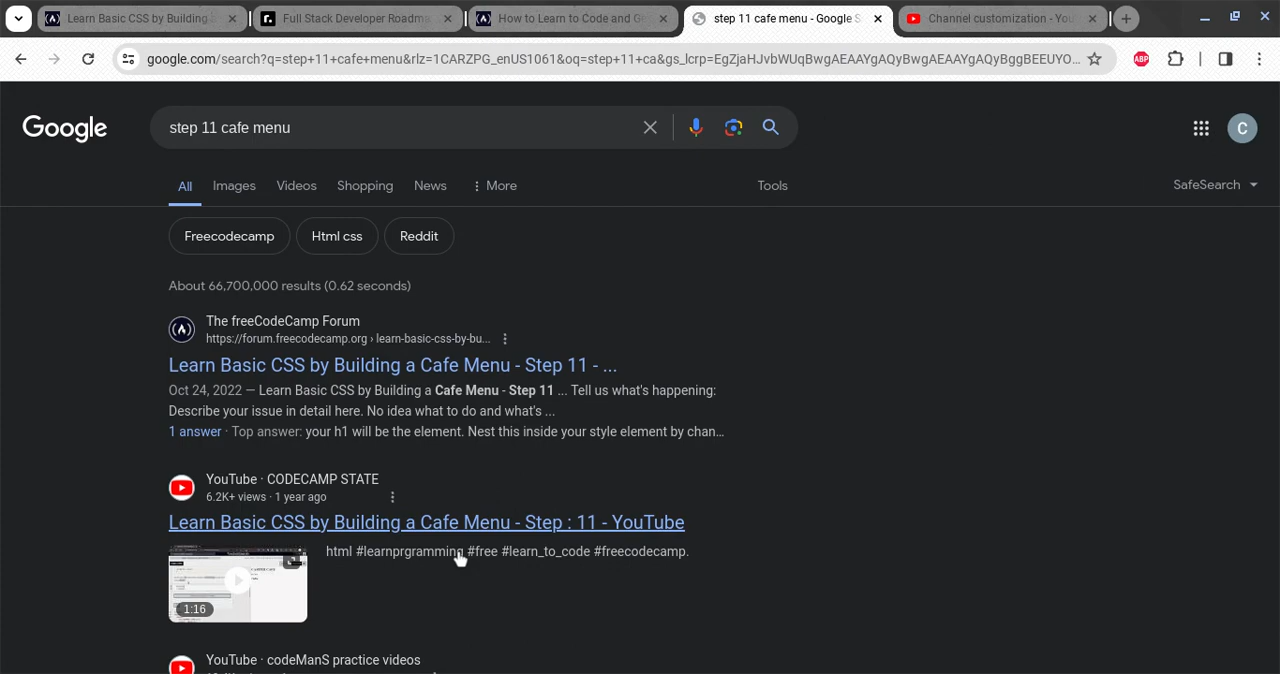 Learn Basic CSS by Building a
Full Stack Developer Roadma
How to Learn to Code and Ge
step 11 cafe menu - Google S
Channel customization - You
google.com/search?q=step+11+cafe+menu&rlz=1CARZPG_enUS1061&oq=step+11+ca&gs_lcrp=EgZjaHJvbWUqBwgAEAAYgAQyBwgAEAAYgAQyBggBEEUYO...
ABP
Google
step 11 cafe menu
C
All
Images
Videos
Shopping
News
More
Tools
SafeSearch
Freecodecamp
Html css
Reddit
About 66,700,000 results (0.62 seconds)
The freeCodeCamp Forum
https://forum.freecodecamp.org › learn-basic-css-by-bu...
Learn Basic CSS by Building a Cafe Menu - Step 11 - ...
Oct 24, 2022 — Learn Basic CSS by Building a Cafe Menu - Step 11 ... Tell us what's happening:
Describe your issue in detail here. No idea what to do and what's ...
1 answer · Top answer: your h1 will be the element. Nest this inside your style element by chan...
YouTube · CODECAMP STATE
6.2K+ views · 1 year ago
Learn Basic CSS by Building a Cafe Menu - Step : 11 - YouTube
html #learnprgramming #free #learn_to_code #freecodecamp.
1:16
YouTube · codeManS practice videos